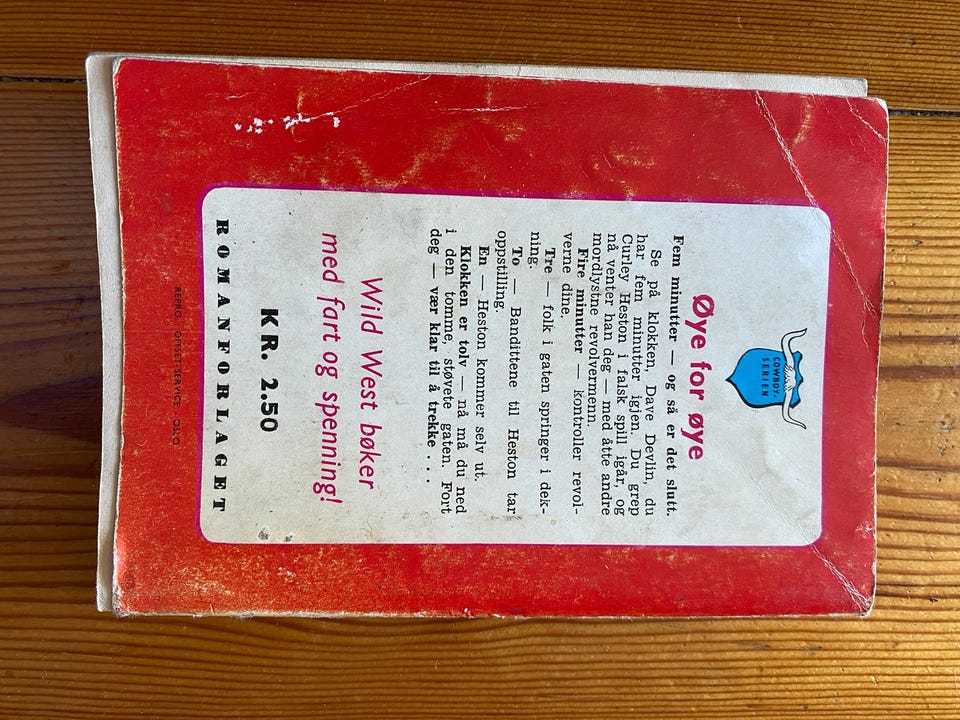 COWBOY-
SERIEN
Øye for øye
Fem minutter — og så er det slutt.
Se på klokken, Dave Devlin, du
har fem minutter igjen. Du grep
Curley Heston i falsk spill igår, og
nå venter han deg — med åtte andre
mordlystne revolvermenn.
Fire minutter — kontroller revol-
verne dine.
Tre — folk i gaten springer i dek-
ning.
To — Bandittene til Heston tar
oppstilling.
En — Heston kommer selv ut.
Klokken er tolv — nå må du ned
i den tomme, støvete gaten. Fort
deg — vær klar til å trekke . . .
Wild West bøker
med fart og spenning!
KR. 2.50
ROMANFORLAGET
REPRO - OFFSET-SERVICE - OSLO